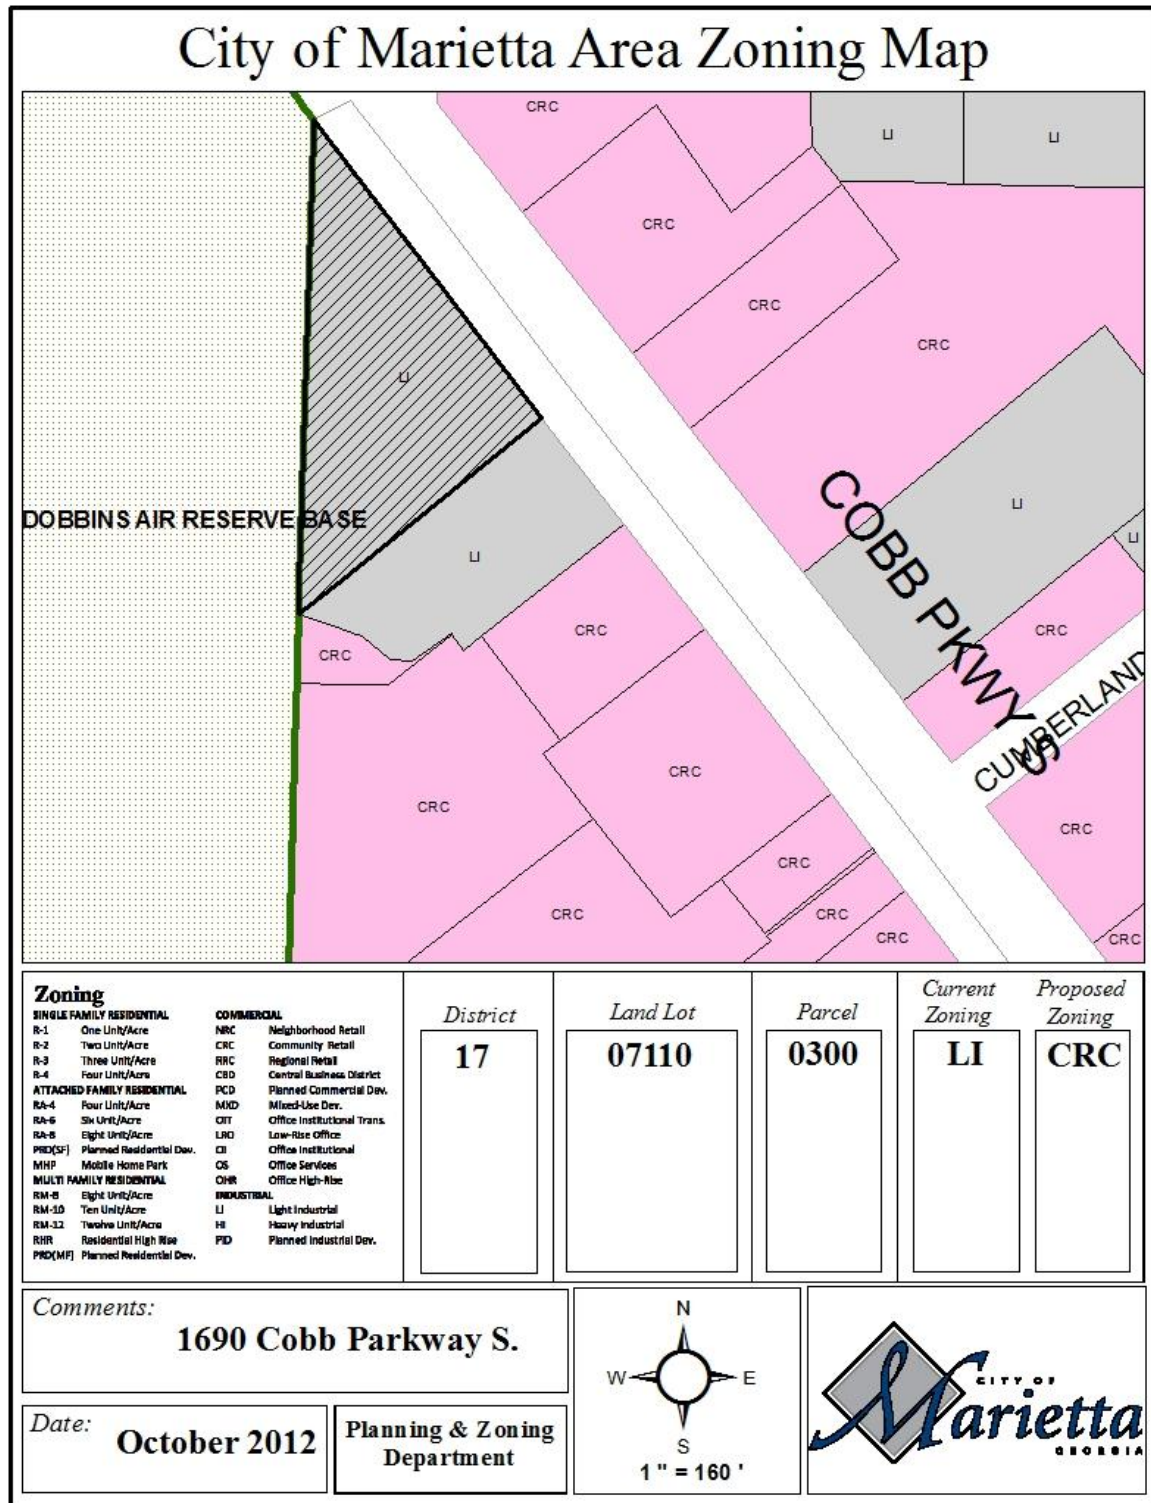 City of Marietta Area Zoning Map
CRC
LI
LI
CRC
CRC
CRC
LI
LI
LI
DOBBINS AIR RESERVE BASE
LI
COBB PKWY S
CUMBERLAND
CRC
CRC
CRC
CRC
CRC
CRC
CRC
CRC
CRC
CRC
CRC
Zoning
SINGLE FAMILY RESIDENTIAL
R-1 One Unit/Acre
R-2 Two Unit/Acre
R-3 Three Unit/Acre
R-4 Four Unit/Acre
ATTACHED FAMILY RESIDENTIAL
RA-4 Four Unit/Acre
RA-6 Six Unit/Acre
RA-8 Eight Unit/Acre
PRD(SF) Planned Residential Dev.
MHP Mobile Home Park
MULTI FAMILY RESIDENTIAL
RM-8 Eight Unit/Acre
RM-10 Ten Unit/Acre
RM-12 Twelve Unit/Acre
RHR Residential High Rise
PRD(MF) Planned Residential Dev.
COMMERCIAL
NRC Neighborhood Retail
CRC Community Retail
RRC Regional Retail
CBD Central Business District
PCD Planned Commercial Dev.
MXD Mixed-Use Dev.
OIT Office Institutional Trans.
LRO Low-Rise Office
OI Office Institutional
OS Office Services
OHR Office High-Rise
INDUSTRIAL
LI Light Industrial
HI Heavy Industrial
PID Planned Industrial Dev.
District
17
Land Lot
07110
Parcel
0300
Current
Zoning
LI
Proposed
Zoning
CRC
Comments:
1690 Cobb Parkway S.
Date:
October 2012
Planning & Zoning
Department
N
W E
S
1 " = 160 '
CITY OF
Marietta
GEORGIA